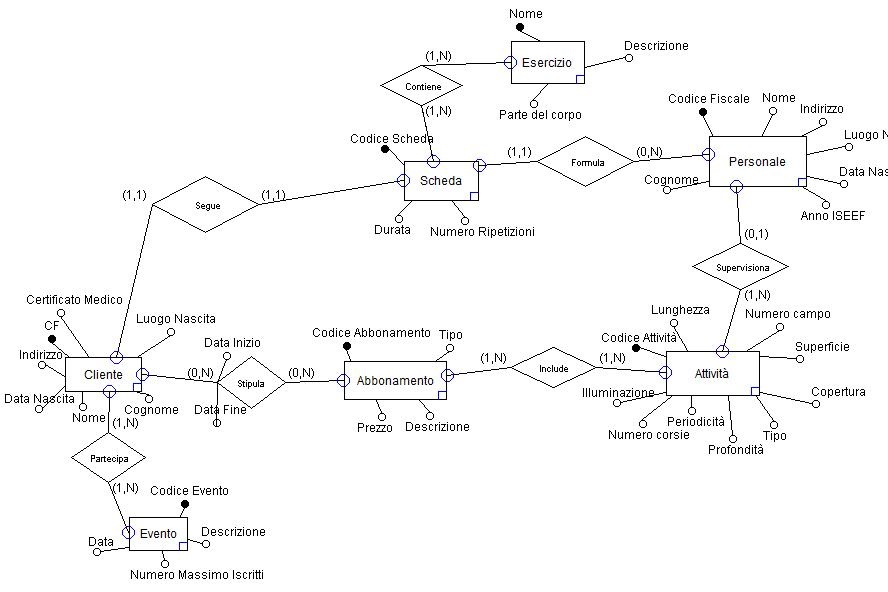 Nome
Descrizione
(1,N)
Esercizio
Contiene
(1,N)
Parte del corpo
Codice Fiscale
Nome
Indirizzo
Codice Scheda
Luogo N
(1,1)
Formula
(0,N)
Personale
Scheda
Cognome
Data Nas
(1,1)
Segue
(1,1)
Anno ISEEF
Durata
Numero Ripetizioni
(0,1)
Supervisiona
(1,N)
Certificato Medico
Lunghezza
Numero campo
CF
Luogo Nascita
Data Inizio
Codice Abbonamento
Tipo
Codice Attività
Superficie
Indirizzo
Cliente
(0,N)
Stipula
(0,N)
Abbonamento
(1,N)
Include
(1,N)
Attività
Data Nascita
Nome
Cognome
Data Fine
Prezzo
Descrizione
Illuminazione
Copertura
Numero corsie
Periodicità
Profondità
Tipo
(1,N)
Partecipa
(1,N)
Codice Evento
Data
Evento
Descrizione
Numero Massimo Iscritti